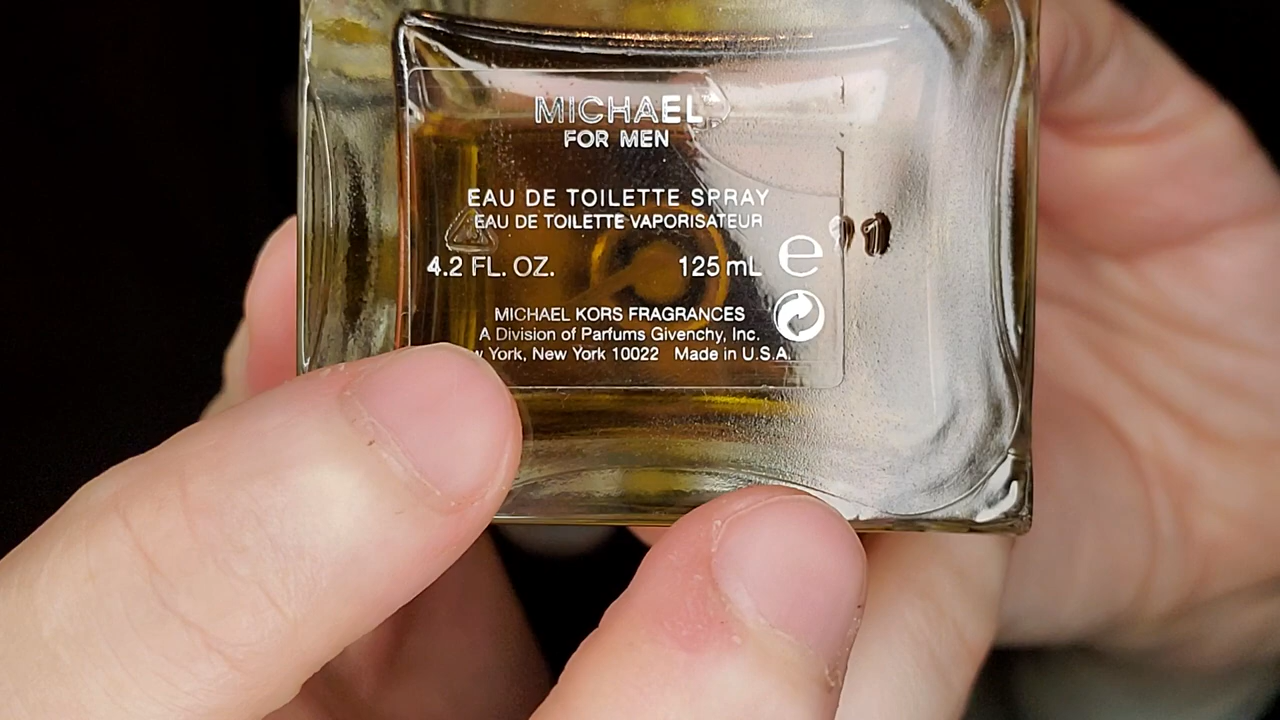 MICHAEL™
FOR MEN
EAU DE TOILETTE SPRAY
EAU DE TOILETTE VAPORISATEUR
4.2 FL. OZ. 125 mL e
MICHAEL KORS FRAGRANCES
A Division of Parfums Givenchy, Inc.
York, New York 10022 Made in U.S.A.